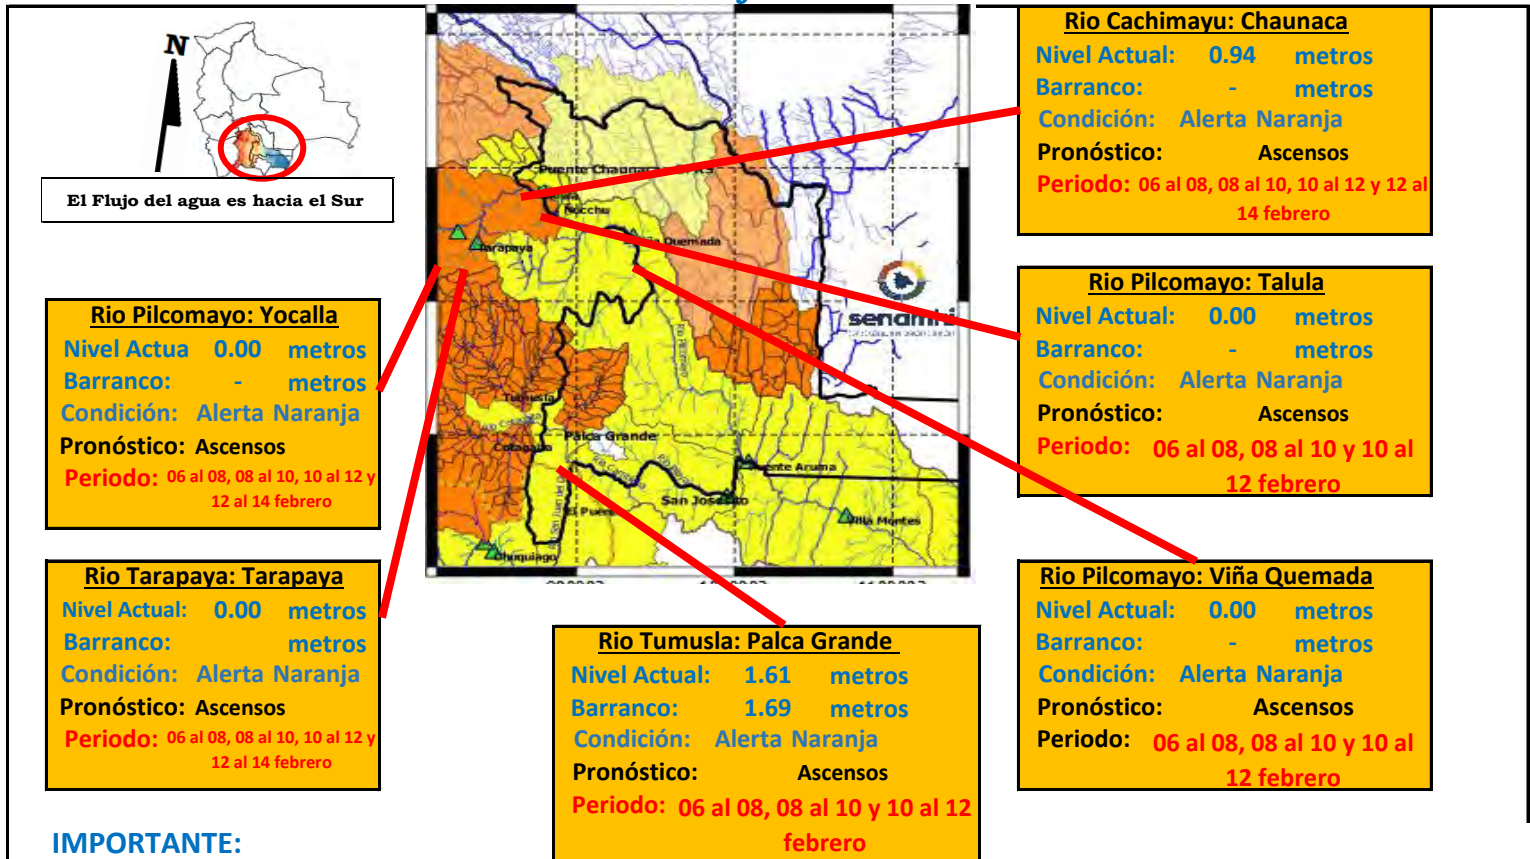 N
El Flujo del agua es hacia el Sur
Rio Pilcomayo: Yocalla
Nivel Actua 0.00 metros
Barranco: - metros
Condición: Alerta Naranja
Pronóstico: Ascensos
Periodo: 06 al 08, 08 al 10, 10 al 12 y
12 al 14 febrero
Rio Tarapaya: Tarapaya
Nivel Actual: 0.00 metros
Barranco: metros
Condición: Alerta Naranja
Pronóstico: Ascensos
Periodo: 06 al 08, 08 al 10, 10 al 12 y
12 al 14 febrero
IMPORTANTE:
Puente Chaunaca
Nucchu
Viña Quemada
Tarapaya
senamhi
Rio Pilcomayo
Tumusla
Rio Cotagaita
Palca Grande
Cotagaita
Puente Aruma
San Josecito
El Puente
Villa Montes
Chuquiago
Rio Tumusla: Palca Grande
Nivel Actual: 1.61 metros
Barranco: 1.69 metros
Condición: Alerta Naranja
Pronóstico: Ascensos
Periodo: 06 al 08, 08 al 10 y 10 al 12
febrero
Rio Cachimayu: Chaunaca
Nivel Actual: 0.94 metros
Barranco: - metros
Condición: Alerta Naranja
Pronóstico: Ascensos
Periodo: 06 al 08, 08 al 10, 10 al 12 y 12 al
14 febrero
Rio Pilcomayo: Talula
Nivel Actual: 0.00 metros
Barranco: - metros
Condición: Alerta Naranja
Pronóstico: Ascensos
Periodo: 06 al 08, 08 al 10 y 10 al
12 febrero
Rio Pilcomayo: Viña Quemada
Nivel Actual: 0.00 metros
Barranco: - metros
Condición: Alerta Naranja
Pronóstico: Ascensos
Periodo: 06 al 08, 08 al 10 y 10 al
12 febrero